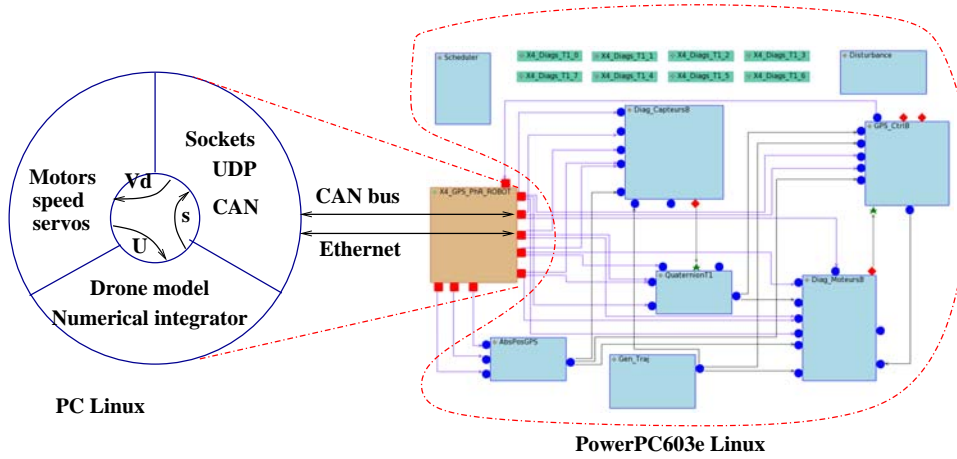 Sockets
UDP
CAN
Motors
speed
servos
Vd
s
U
Drone model
Numerical integrator
PC Linux
CAN bus
Ethernet
Scheduler
X4_Diags_T1_0
X4_Diags_T1_1
X4_Diags_T1_2
X4_Diags_T1_3
X4_Diags_T1_7
X4_Diags_T1_4
X4_Diags_T1_5
X4_Diags_T1_6
Disturbance
Diag_CapteursB
GPS_CtrlB
X4_GPS_PhR_ROBOT
QuaternionT1
Diag_MoteursB
AbsPosGPS
Gen_Traj
PowerPC603e Linux